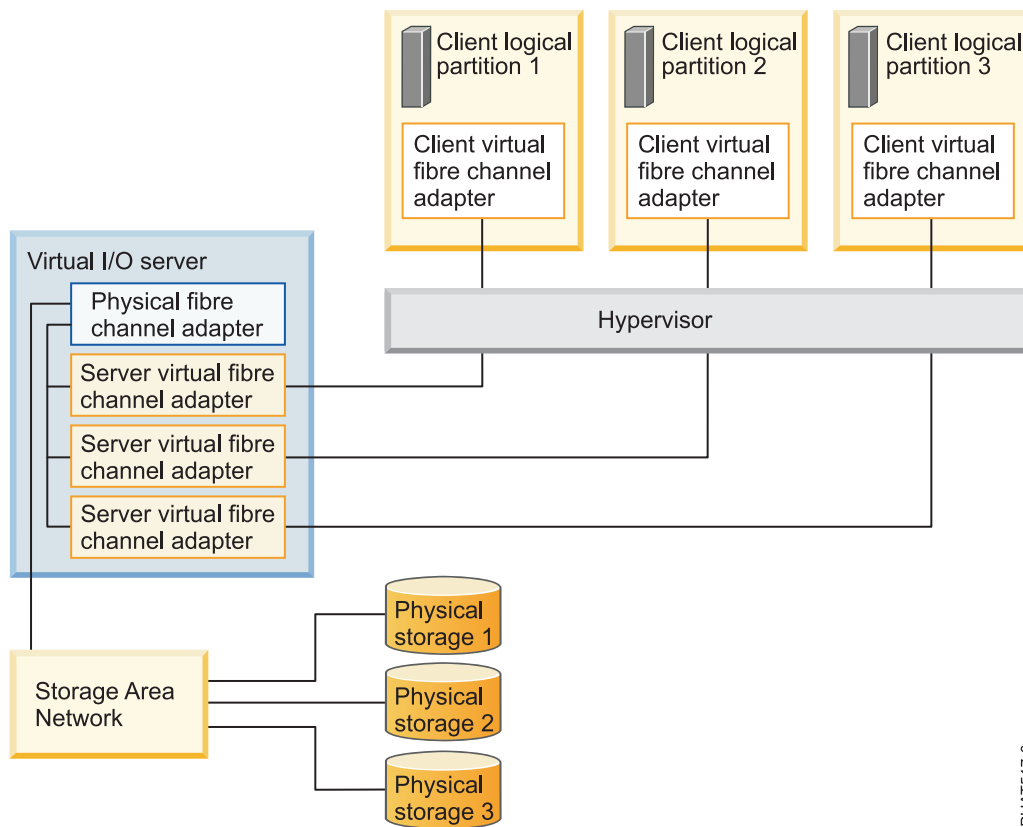 Client logical
partition 1
Client logical
partition 2
Client logical
partition 3
Client virtual
fibre channel
adapter
Client virtual
fibre channel
adapter
Client virtual
fibre channel
adapter
Virtual I/O server
Physical fibre
channel adapter
Hypervisor
Server virtual fibre
channel adapter
Server virtual fibre
channel adapter
Server virtual fibre
channel adapter
Storage Area
Network
Physical
storage 1
Physical
storage 2
Physical
storage 3